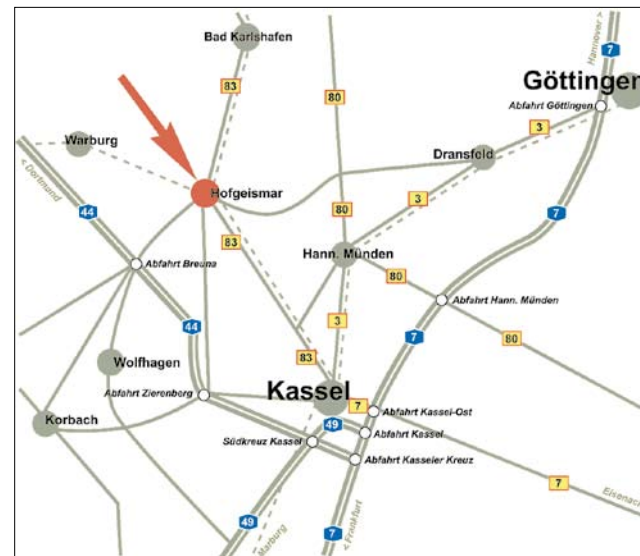 Hannover >
Bad Karlshafen
7
Göttingen
83
80
Abfahrt Göttingen
3
Warburg
Dransfeld
< Dortmund
Hofgeismar
3
44
80
7
83
Hann. Münden
Abfahrt Breuna
80
Abfahrt Hann. Münden
3
44
7
80
83
Wolfhagen
Kassel
Abfahrt Zierenberg
7
Abfahrt Kassel-Ost
Korbach
49
Abfahrt Kassel
Südkreuz Kassel
Abfahrt Kasseler Kreuz
7
Eisenach
49
Marburg
7
< Frankfurt